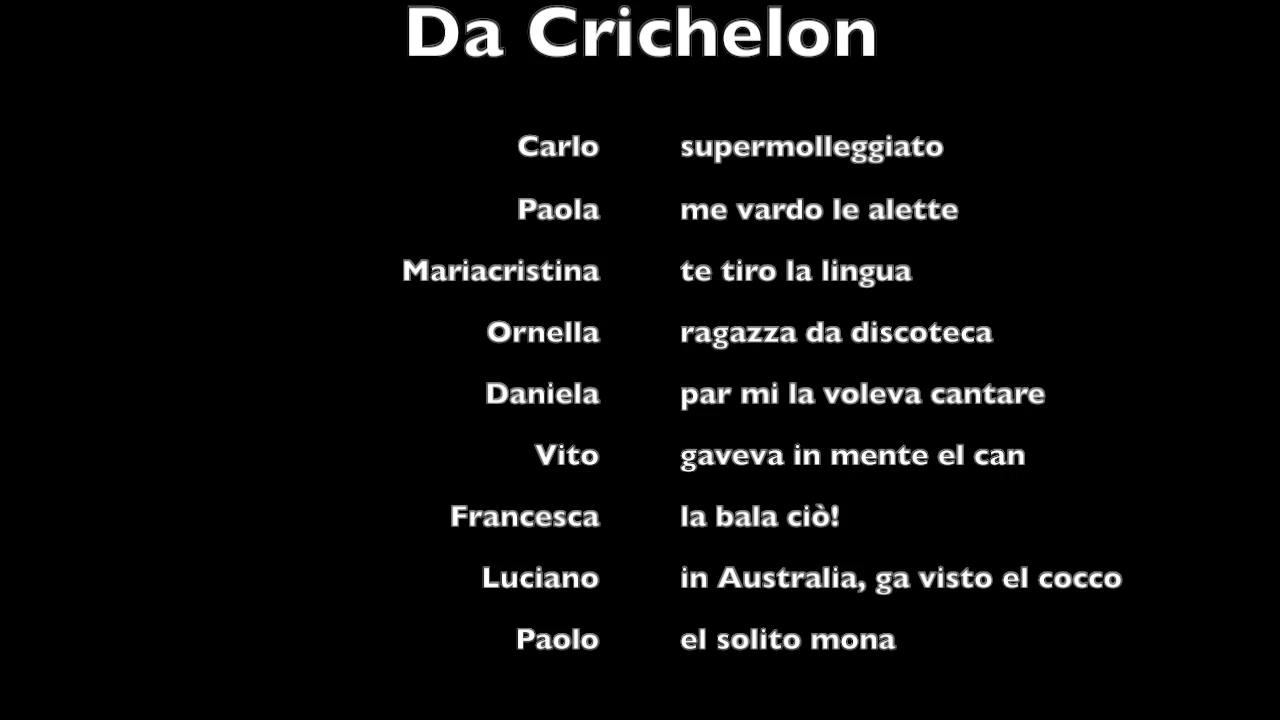 Da Crichelon
Carlo supermolleggiato
Paola me vardo le alette
Mariacristina te tiro la lingua
Ornella ragazza da discoteca
Daniela par mi la voleva cantare
Vito gaveva in mente el can
Francesca la bala ciò!
Luciano in Australia, ga visto el cocco
Paolo el solito mona